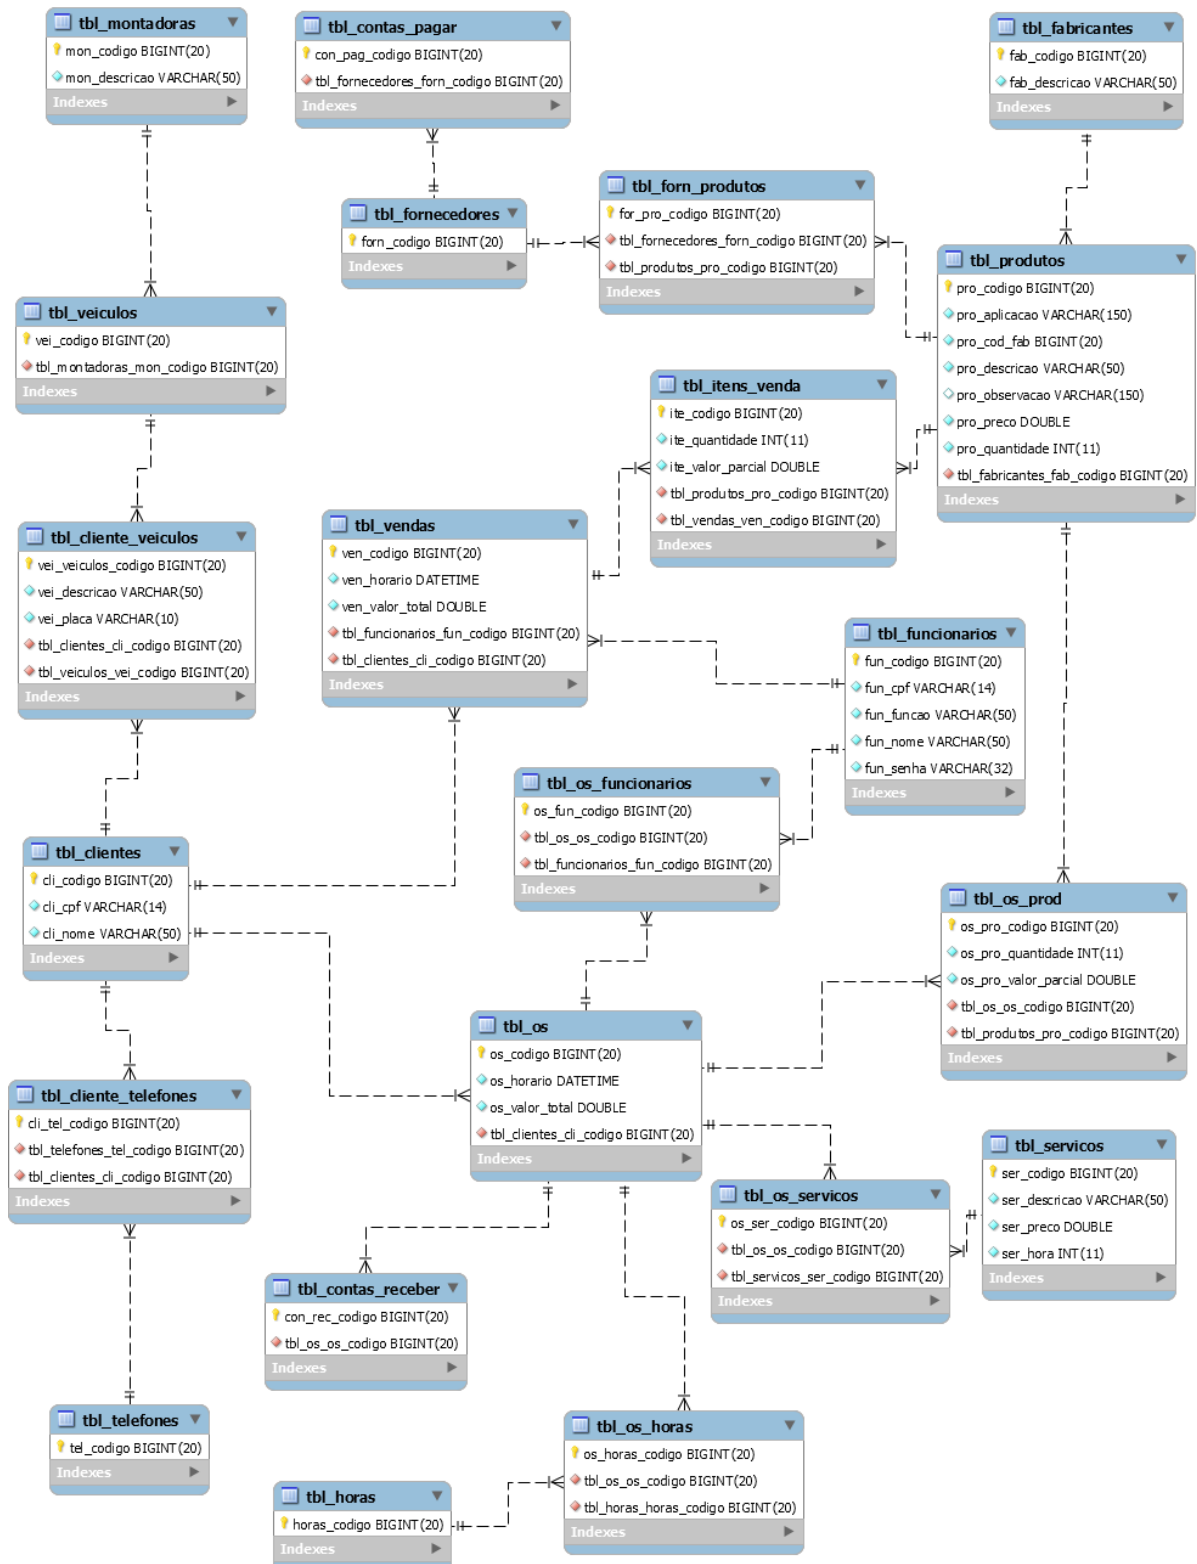 tbl_montadoras
mon_codigo BIGINT(20)
mon_descricao VARCHAR(50)
Indexes
tbl_contas_pagar
con_pag_codigo BIGINT(20)
tbl_fornecedores_forn_codigo BIGINT(20)
Indexes
tbl_fabricantes
fab_codigo BIGINT(20)
fab_descricao VARCHAR(50)
Indexes
tbl_fornecedores
forn_codigo BIGINT(20)
Indexes
tbl_forn_produtos
for_pro_codigo BIGINT(20)
tbl_fornecedores_forn_codigo BIGINT(20)
tbl_produtos_pro_codigo BIGINT(20)
Indexes
tbl_produtos
pro_codigo BIGINT(20)
pro_aplicacao VARCHAR(150)
pro_cod_fab BIGINT(20)
pro_descricao VARCHAR(50)
pro_observacao VARCHAR(150)
pro_preco DOUBLE
pro_quantidade INT(11)
tbl_fabricantes_fab_codigo BIGINT(20)
Indexes
tbl_veiculos
vei_codigo BIGINT(20)
tbl_montadoras_mon_codigo BIGINT(20)
Indexes
tbl_itens_venda
ite_codigo BIGINT(20)
ite_quantidade INT(11)
ite_valor_parcial DOUBLE
tbl_produtos_pro_codigo BIGINT(20)
tbl_vendas_ven_codigo BIGINT(20)
Indexes
tbl_cliente_veiculos
vei_veiculos_codigo BIGINT(20)
vei_descricao VARCHAR(50)
vei_placa VARCHAR(10)
tbl_clientes_cli_codigo BIGINT(20)
tbl_veiculos_vei_codigo BIGINT(20)
Indexes
tbl_vendas
ven_codigo BIGINT(20)
ven_horario DATETIME
ven_valor_total DOUBLE
tbl_funcionarios_fun_codigo BIGINT(20)
tbl_clientes_cli_codigo BIGINT(20)
Indexes
tbl_funcionarios
fun_codigo BIGINT(20)
fun_cpf VARCHAR(14)
fun_funcao VARCHAR(50)
fun_nome VARCHAR(50)
fun_senha VARCHAR(32)
Indexes
tbl_os_funcionarios
os_fun_codigo BIGINT(20)
tbl_os_os_codigo BIGINT(20)
tbl_funcionarios_fun_codigo BIGINT(20)
Indexes
tbl_clientes
cli_codigo BIGINT(20)
cli_cpf VARCHAR(14)
cli_nome VARCHAR(50)
Indexes
tbl_os_prod
os_pro_codigo BIGINT(20)
os_pro_quantidade INT(11)
os_pro_valor_parcial DOUBLE
tbl_os_os_codigo BIGINT(20)
tbl_produtos_pro_codigo BIGINT(20)
Indexes
tbl_os
os_codigo BIGINT(20)
os_horario DATETIME
os_valor_total DOUBLE
tbl_clientes_cli_codigo BIGINT(20)
Indexes
tbl_cliente_telefones
cli_tel_codigo BIGINT(20)
tbl_telefones_tel_codigo BIGINT(20)
tbl_clientes_cli_codigo BIGINT(20)
Indexes
tbl_servicos
ser_codigo BIGINT(20)
ser_descricao VARCHAR(50)
ser_preco DOUBLE
ser_hora INT(11)
Indexes
tbl_os_servicos
os_ser_codigo BIGINT(20)
tbl_os_os_codigo BIGINT(20)
tbl_servicos_ser_codigo BIGINT(20)
Indexes
tbl_contas_receber
con_rec_codigo BIGINT(20)
tbl_os_os_codigo BIGINT(20)
Indexes
tbl_telefones
tel_codigo BIGINT(20)
Indexes
tbl_os_horas
os_horas_codigo BIGINT(20)
tbl_os_os_codigo BIGINT(20)
tbl_horas_horas_codigo BIGINT(20)
Indexes
tbl_horas
horas_codigo BIGINT(20)
Indexes